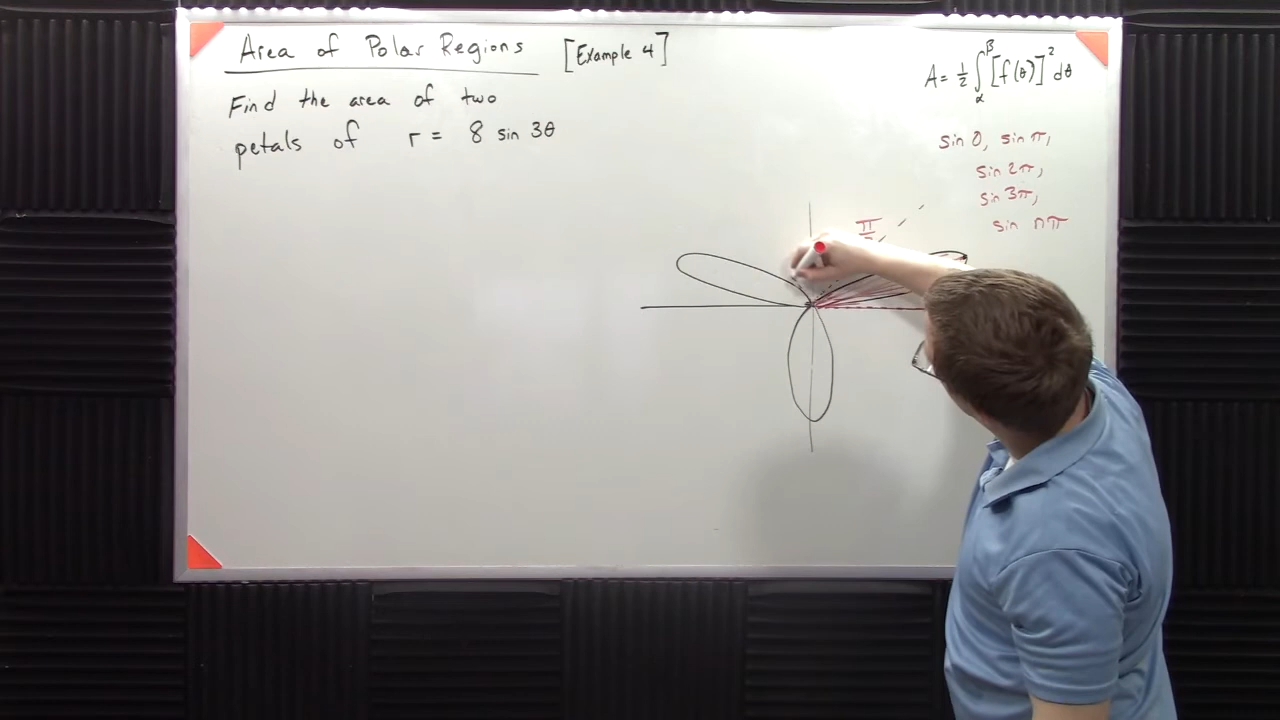 Area of Polar Regions [Example 4]
Find the area of two
petals of r = 8 sin 3θ
A = 1/2 ∫αβ [f(θ)]² dθ
sin 0, sin π,
sin 2π,
sin 3π,
sin nπ
π